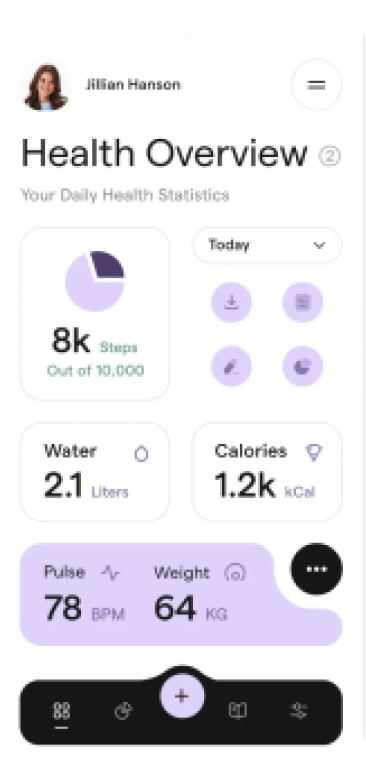 Jillian Hanson
Health Overview 2
Your Daily Health Statistics
Today
8k Steps
Out of 10,000
Water
2.1 Liters
Calories
1.2k kCal
Pulse
78 BPM
Weight
64 KG